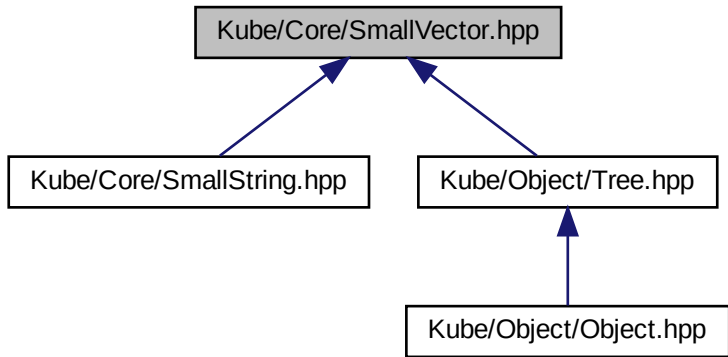 Kube/Core/SmallVector.hpp
Kube/Core/SmallString.hpp
Kube/Object/Tree.hpp
Kube/Object/Object.hpp